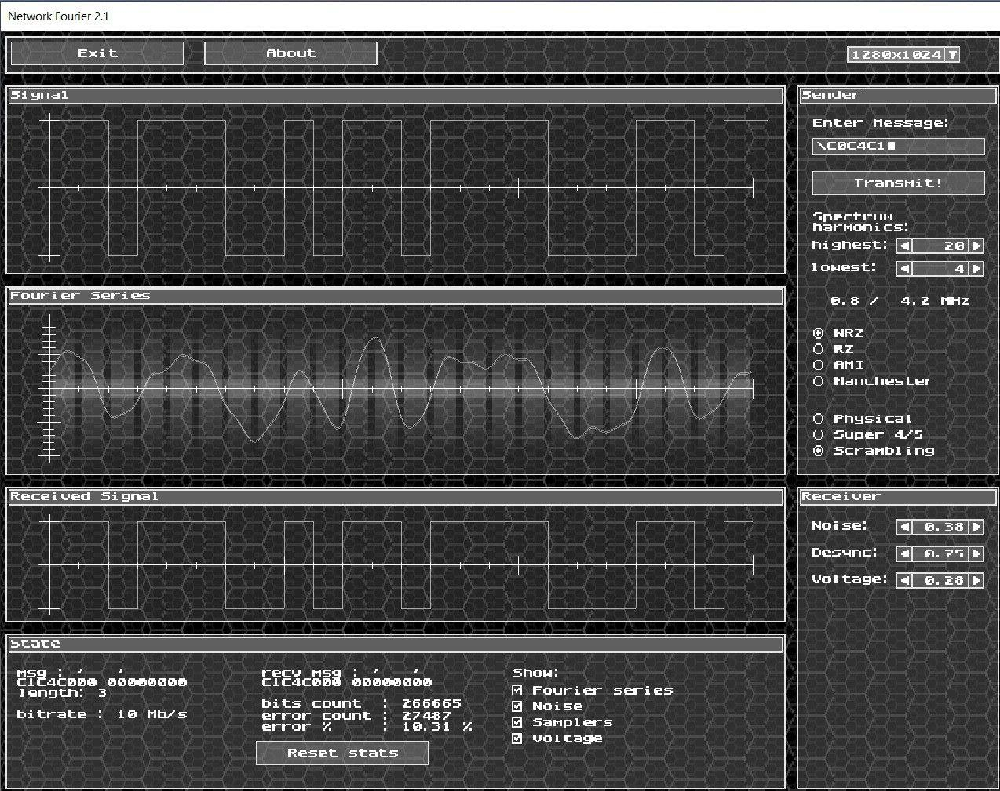 Network Fourier 2.1
Exit About 1280x1024
Signal
Sender
Enter Message:
\C0C4C1
Transmit!
Spectrum
harmonics:
highest: 20
lowest: 4
0.8 / 4.2 MHz
NRZ
RZ
AMI
Manchester
Physical
Super 4/5
Scrambling
Fourier Series
Received Signal
Receiver
Noise: 0.38
Desync: 0.75
Voltage: 0.28
State
msg : , ,
C1C4C000 00000000
length: 3
bitrate : 10 Mb/s
recv msg : , ,
C1C4C000 00000000
bits count : 266665
error count : 27487
error % : 10.31 %
Reset stats
Show:
Fourier series
Noise
Samplers
Voltage